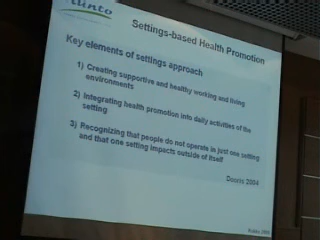 Settings-based Health Promotion
Key elements of settings approach
1) Creating supportive and healthy working and living
environments
2) Integrating health promotion into daily activities of the
setting
3) Recognizing that people do not operate in just one setting
and that one setting impacts outside of itself
2004